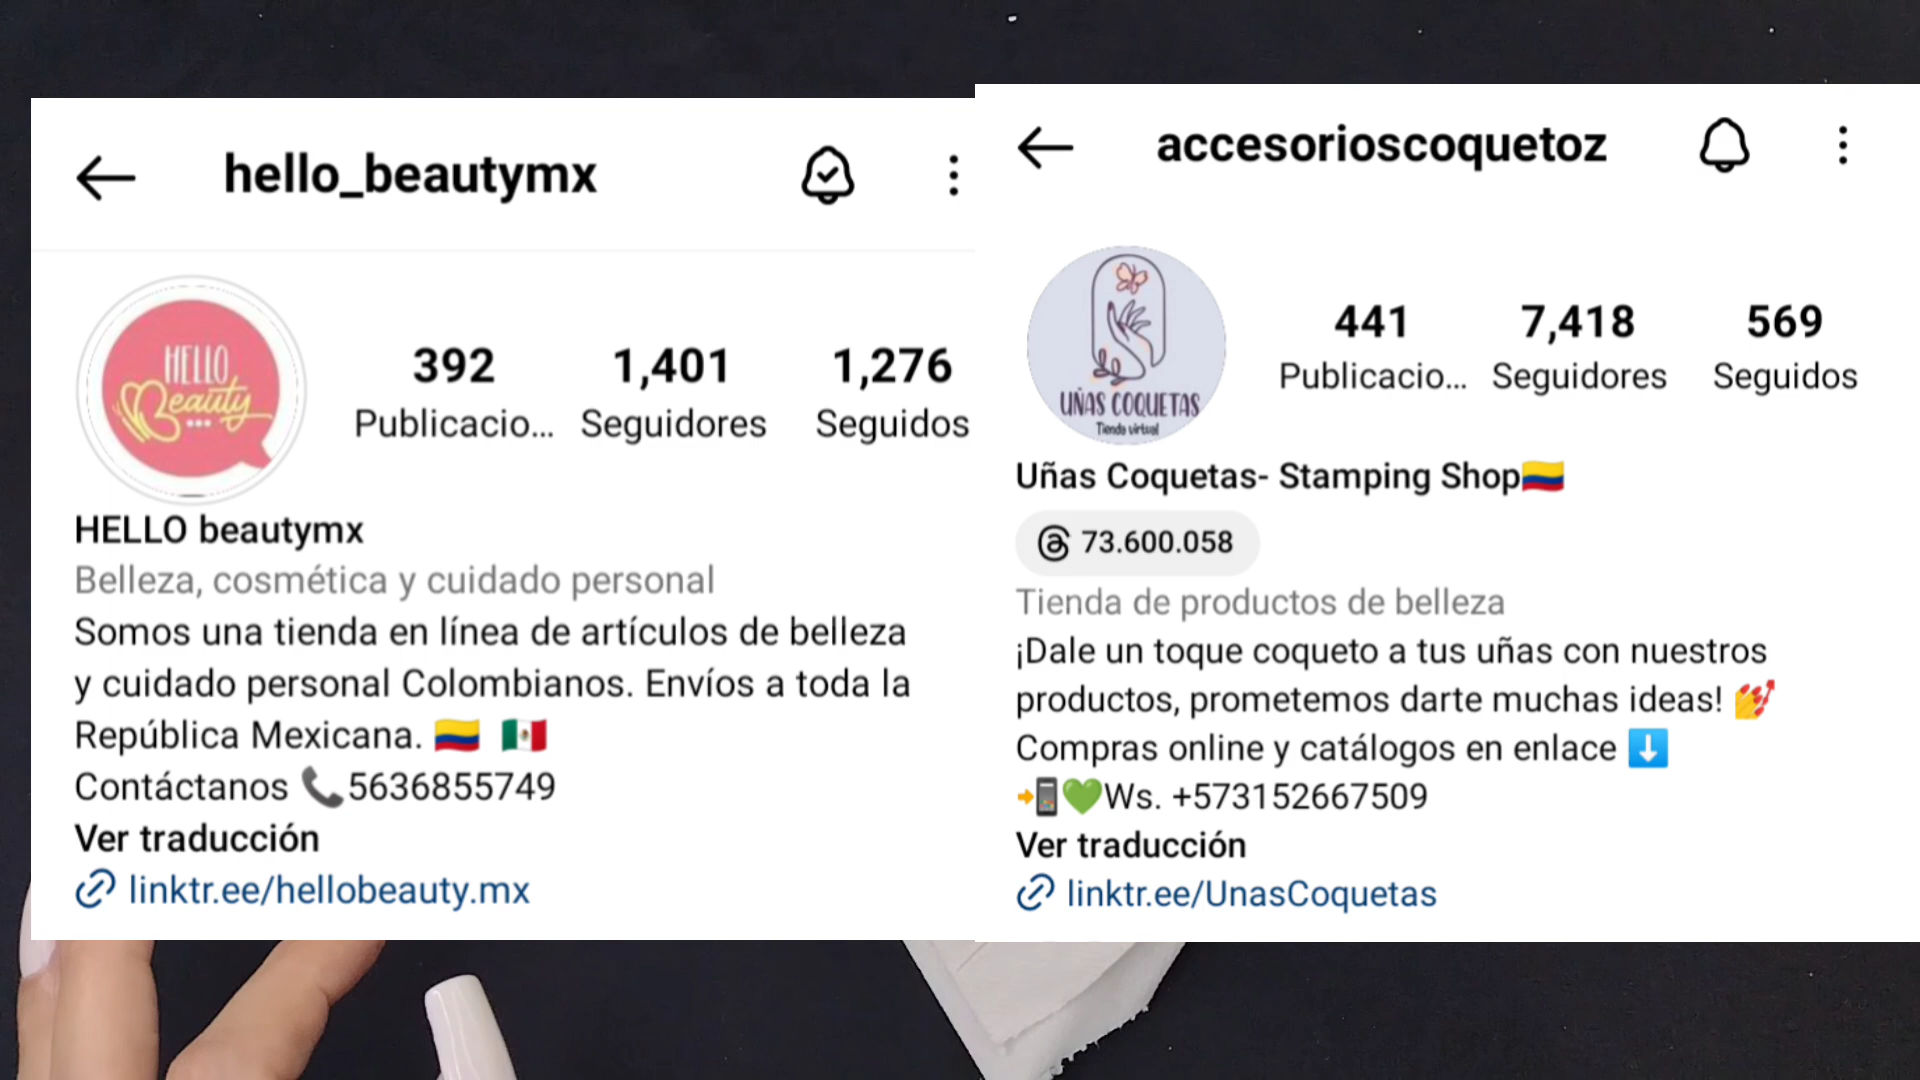 hello_beautymx
HELLO
Beauty
392
1,401
1,276
Publicacio...
Seguidores
Seguidos
HELLO beautymx
Belleza, cosmética y cuidado personal
Somos una tienda en línea de artículos de belleza
y cuidado personal Colombianos. Envíos a toda la
República Mexicana. 🇨🇴 🇲🇽
Contáctanos 📞5636855749
Ver traducción
linktr.ee/hellobeauty.mx
accesorioscoquetoz
UÑAS COQUETAS
Tienda virtual
441
7,418
569
Publicacio...
Seguidores
Seguidos
Uñas Coquetas- Stamping Shop🇨🇴
73.600.058
Tienda de productos de belleza
¡Dale un toque coqueto a tus uñas con nuestros
productos, prometemos darte muchas ideas! 💅
Compras online y catálogos en enlace ⬇️
📲💚Ws. +573152667509
Ver traducción
linktr.ee/UnasCoquetas